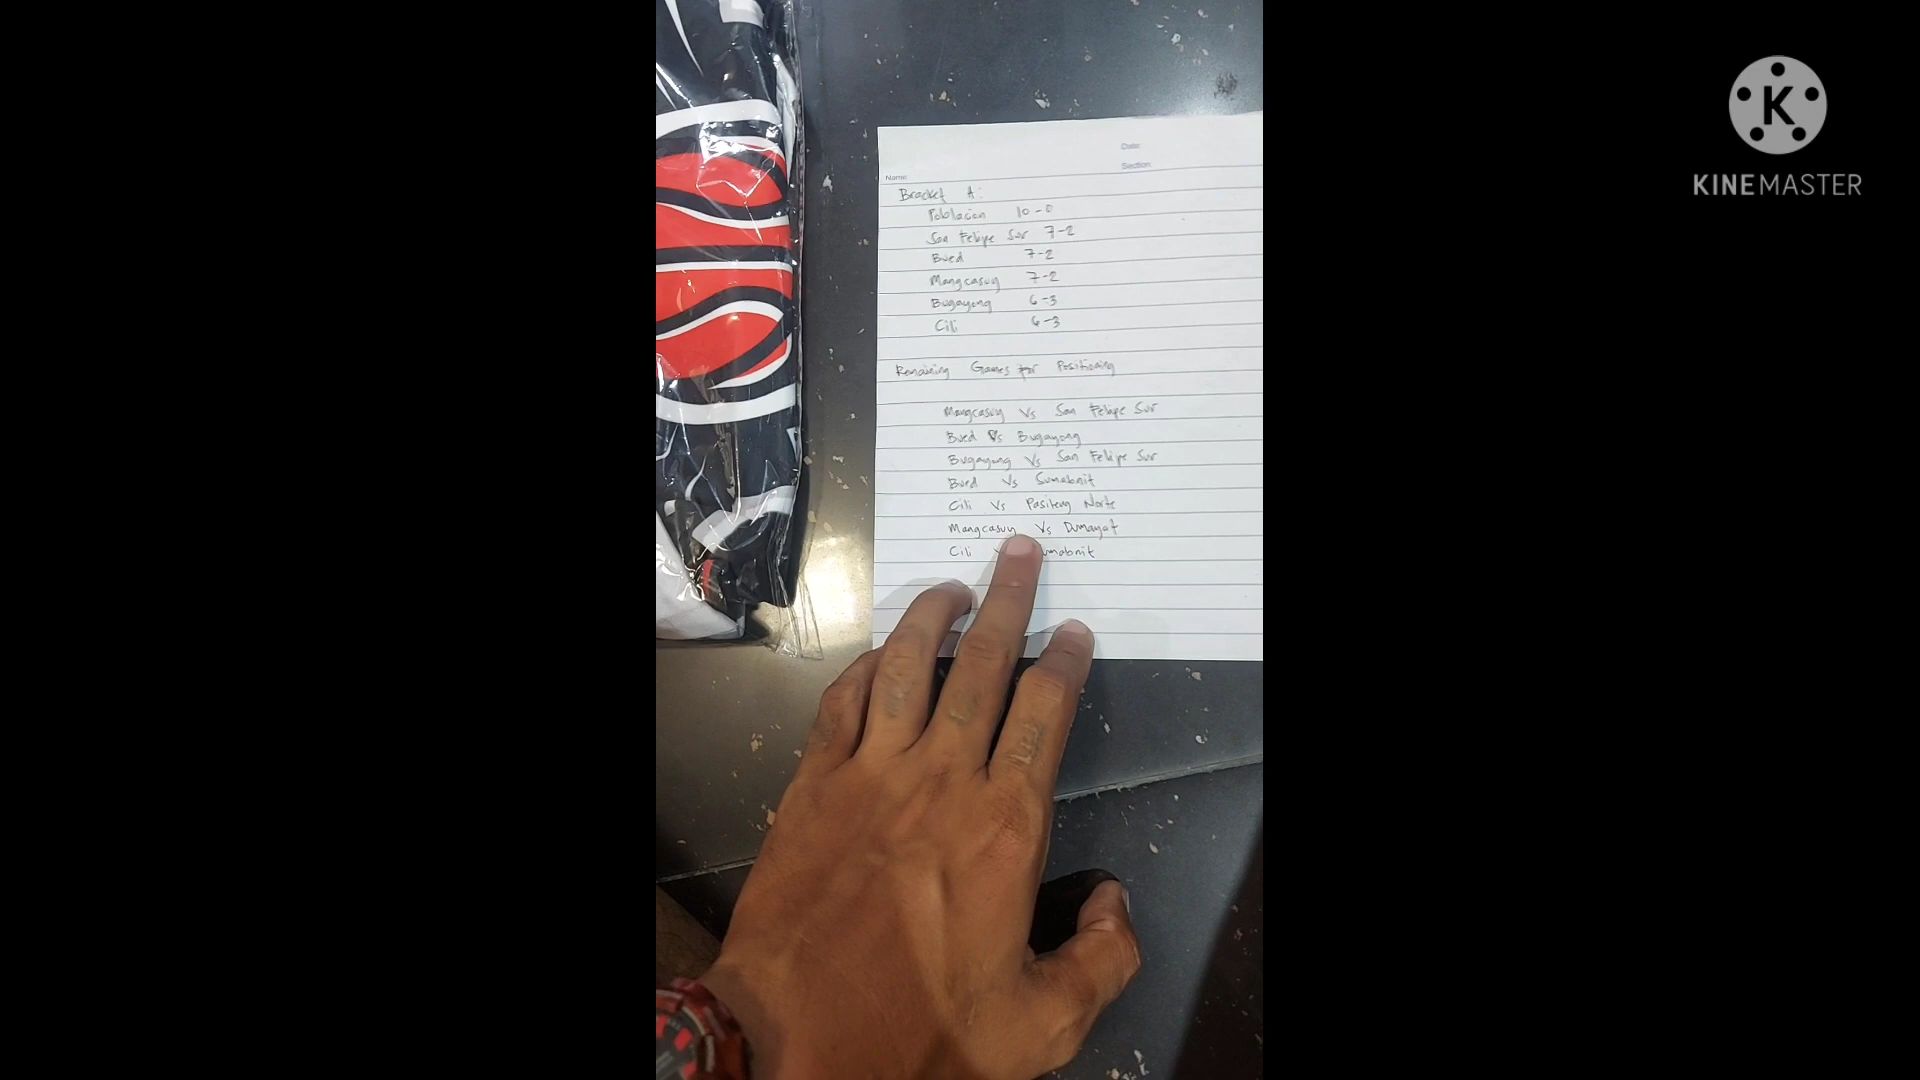 Date:
Section:
Name:
Bracket A:
Poblacion 10-0
San Felipe Sur 7-2
Bued 7-2
Mangcasuy 7-2
Bugayong 6-3
Cili 6-3
Remaining Games for Positioning
Mangcasuy Vs San Felipe Sur
Bued Vs Bugayong
Bugayong Vs San Felipe Sur
Bued Vs Sumabnit
Cili Vs Pasiteng Norte
Mangcasuy Vs Dumayat
Cili
KINEMASTER